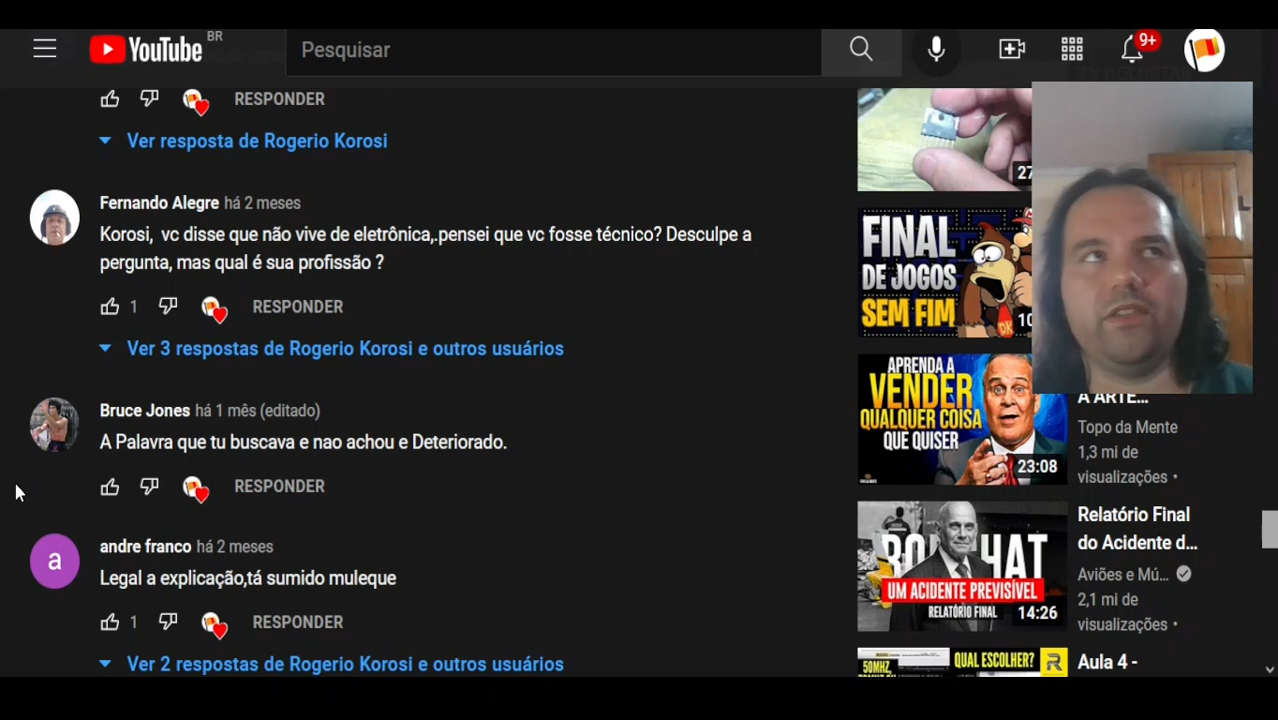 YouTube BR
Pesquisar
9+
RESPONDER
Ver resposta de Rogerio Korosi
Fernando Alegre há 2 meses
Korosi,  vc disse que não vive de eletrônica,.pensei que vc fosse técnico? Desculpe a
pergunta, mas qual é sua profissão ?
1 RESPONDER
Ver 3 respostas de Rogerio Korosi e outros usuários
Bruce Jones há 1 mês (editado)
A Palavra que tu buscava e nao achou e Deteriorado.
RESPONDER
a
andre franco há 2 meses
Legal a explicação,tá sumido muleque
1 RESPONDER
Ver 2 respostas de Rogerio Korosi e outros usuários
27
FINAL
DE JOGOS
SEM FIM
DK
10
APRENDA A
VENDER
QUALQUER COISA
QUE QUISER
23:08
A ARTE...
Topo da Mente
1,3 mi de
visualizações •
UM ACIDENTE PREVISÍVEL
RELATÓRIO FINAL
14:26
Relatório Final
do Acidente d...
Aviões e Mú...
2,1 mi de
visualizações •
50MHZ,
QUAL ESCOLHER?
R
Aula 4 -